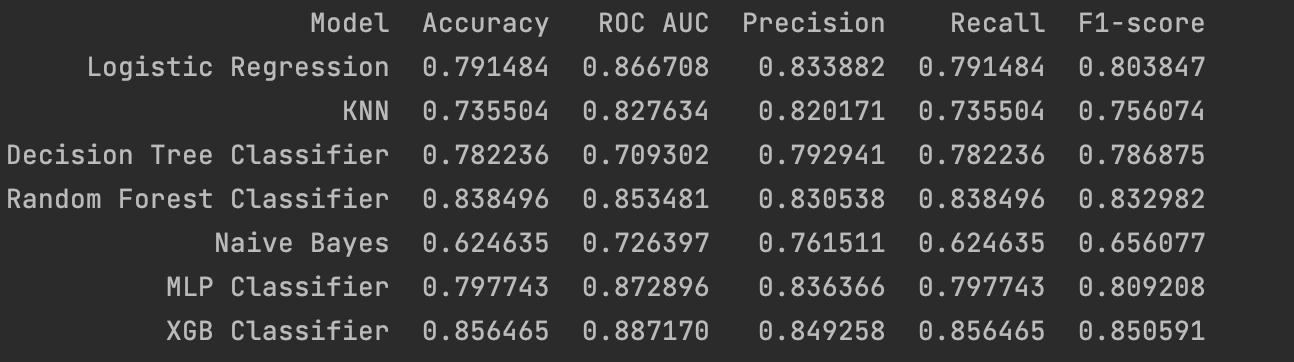 Model Accuracy ROC AUC Precision Recall F1-score
Logistic Regression 0.791484 0.866708 0.833882 0.791484 0.803847
KNN 0.735504 0.827634 0.820171 0.735504 0.756074
Decision Tree Classifier 0.782236 0.709302 0.792941 0.782236 0.786875
Random Forest Classifier 0.838496 0.853481 0.830538 0.838496 0.832982
Naive Bayes 0.624635 0.726397 0.761511 0.624635 0.656077
MLP Classifier 0.797743 0.872896 0.836366 0.797743 0.809208
XGB Classifier 0.856465 0.887170 0.849258 0.856465 0.850591